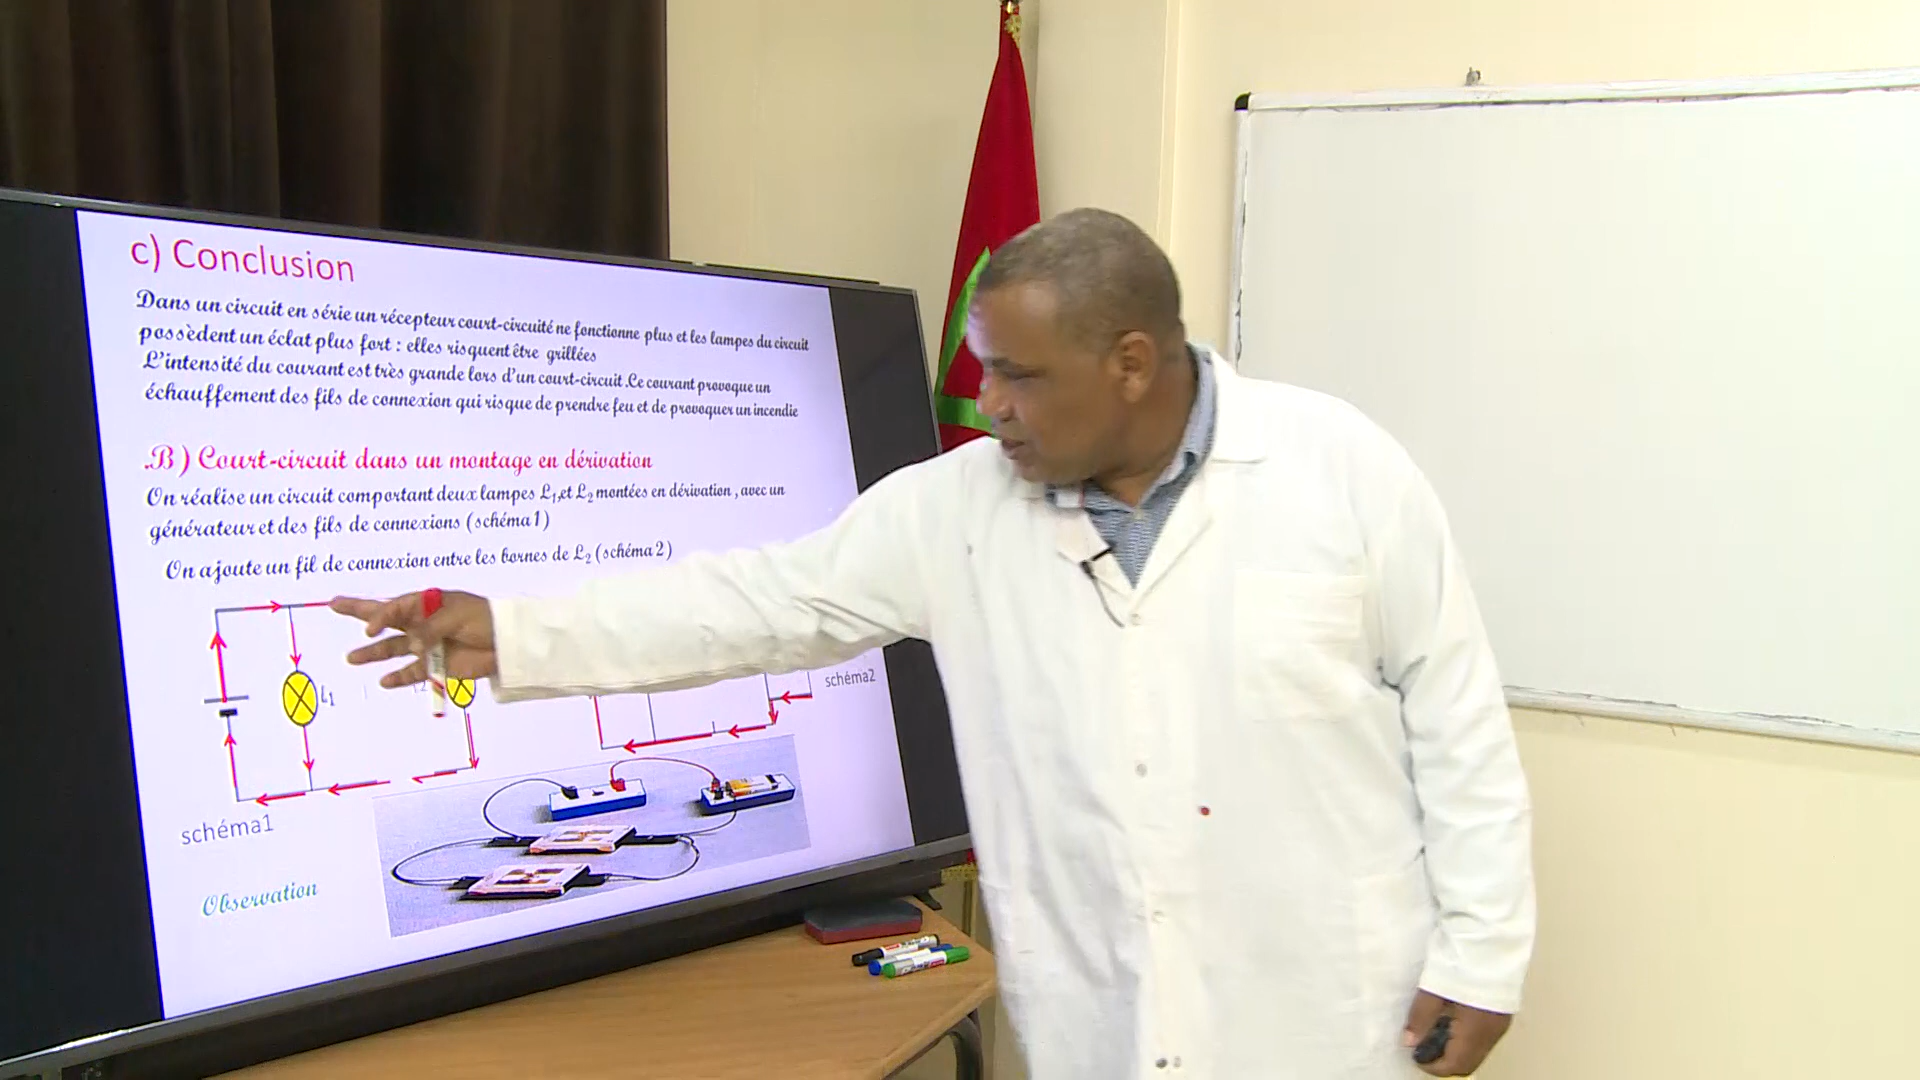 c) Conclusion
Dans un circuit en série un récepteur court-circuité ne fonctionne plus et les lampes du circuit
possèdent un éclat plus fort : elles risquent être grillées
L'intensité du courant est très grande lors d'un court-circuit .Ce courant provoque un
échauffement des fils de connexion qui risque de prendre feu et de provoquer un incendie
.B ) Court-circuit dans un montage en dérivation
On réalise un circuit comportant deux lampes L1,et L2 montées en dérivation , avec un
générateur et des fils de connexions (schéma 1)
On ajoute un fil de connexion entre les bornes de L2 (schéma 2)
L1
2
schéma2
schéma1
Observation